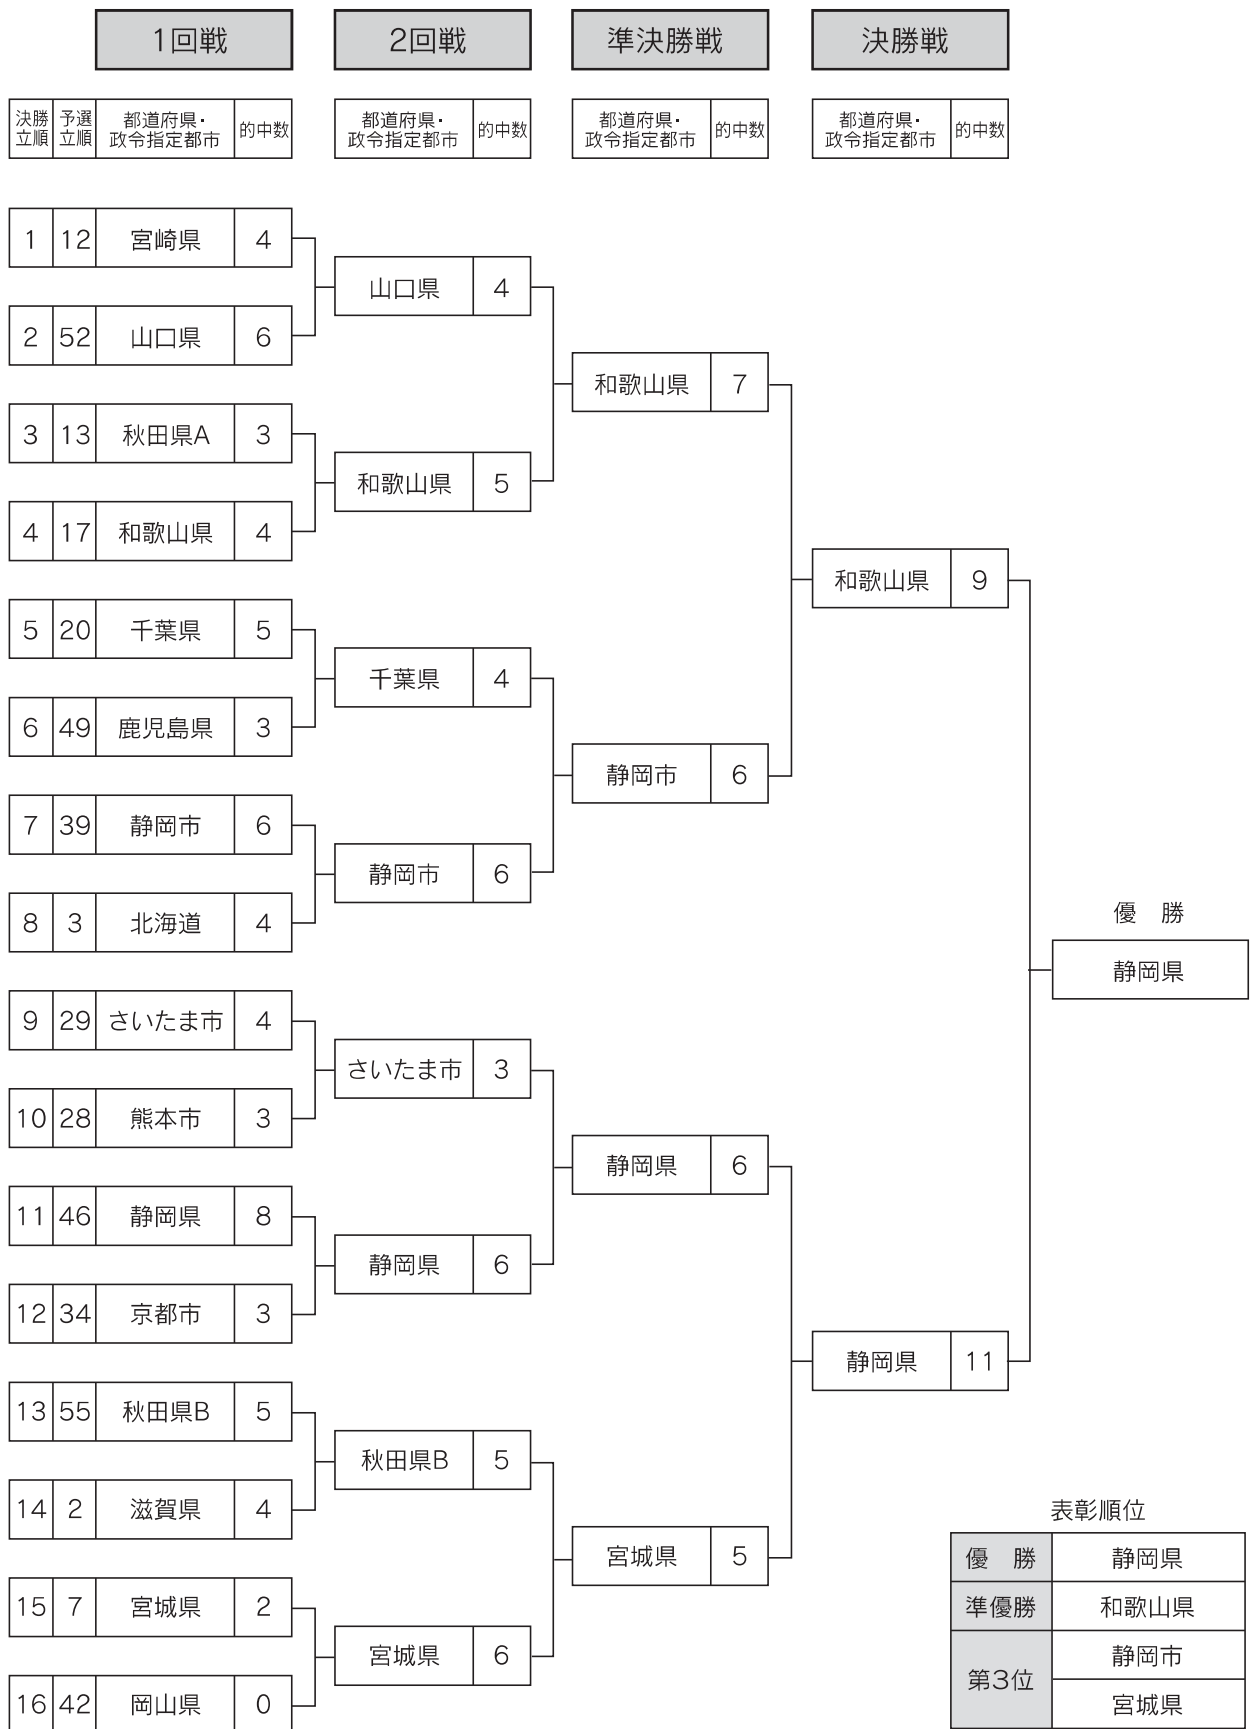 1回戦
2回戦
準決勝戦
決勝戦
決勝立順 予選立順 都道府県・政令指定都市 的中数
都道府県・政令指定都市 的中数
都道府県・政令指定都市 的中数
都道府県・政令指定都市 的中数
1 12 宮崎県 4
2 52 山口県 6
3 13 秋田県A 3
4 17 和歌山県 4
5 20 千葉県 5
6 49 鹿児島県 3
7 39 静岡市 6
8 3 北海道 4
9 29 さいたま市 4
10 28 熊本市 3
11 46 静岡県 8
12 34 京都市 3
13 55 秋田県B 5
14 2 滋賀県 4
15 7 宮城県 2
16 42 岡山県 0
山口県 4
和歌山県 5
千葉県 4
静岡市 6
さいたま市 3
静岡県 6
秋田県B 5
宮城県 6
和歌山県 7
静岡市 6
静岡県 6
宮城県 5
和歌山県 9
静岡県 11
優 勝
静岡県
表彰順位
優 勝 静岡県
準優勝 和歌山県
第3位 静岡市
宮城県